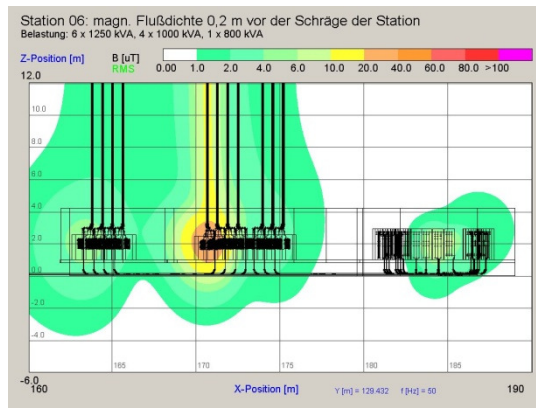 Station 06: magn. Flußdichte 0,2 m vor der Schräge der Station
Belastung: 6 x 1250 kVA, 4 x 1000 kVA, 1 x 800 kVA
Z-Position [m] B [uT]
RMS 0.00 1.0 2.0 4.0 6.0 10.0 20.0 40.0 60.0 80.0 >100
12.0
10.0
8.0
6.0
4.0
2.0
0.0
-2.0
-4.0
165 170 175 180 185
-6.0
160 X-Position [m] Y [m] = 129.432 f [Hz] = 50 190